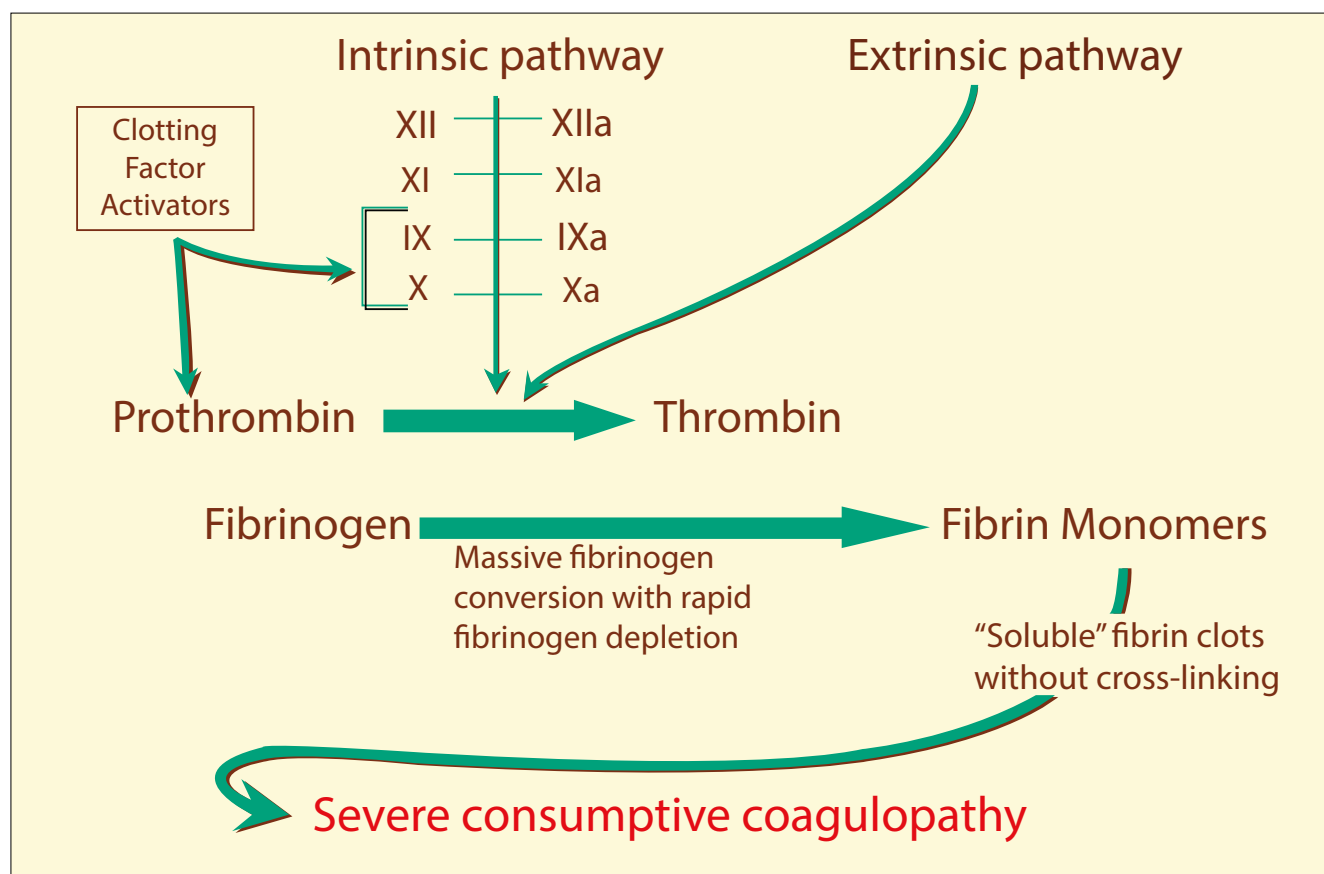 Intrinsic pathway
Extrinsic pathway
Clotting
Factor
Activators
XII XIIa
XI XIa
IX IXa
X Xa
Prothrombin Thrombin
Fibrinogen Fibrin Monomers
Massive fibrinogen
conversion with rapid
fibrinogen depletion
“Soluble” fibrin clots
without cross-linking
Severe consumptive coagulopathy